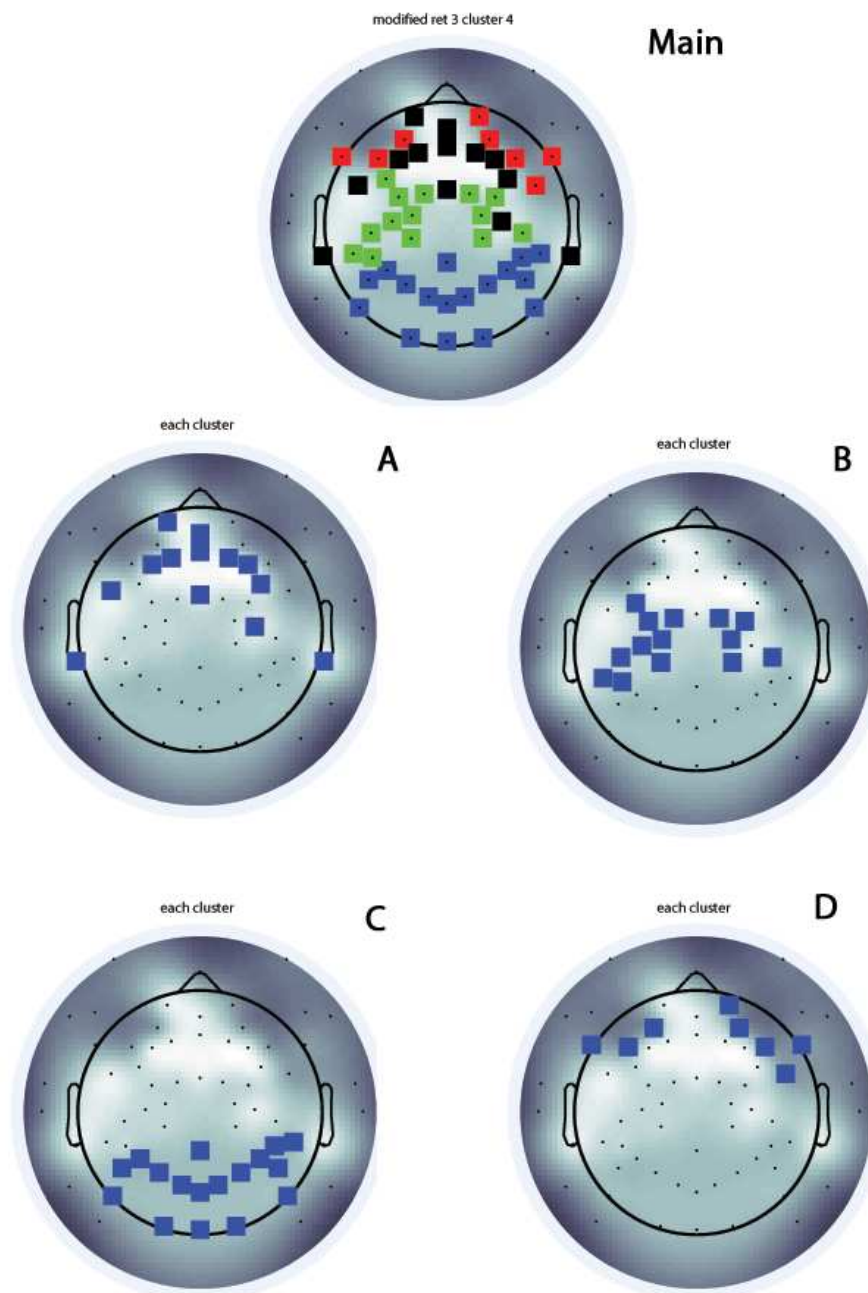 modified ret 3 cluster 4
Main
each cluster
A
each cluster
B
each cluster
C
each cluster
D